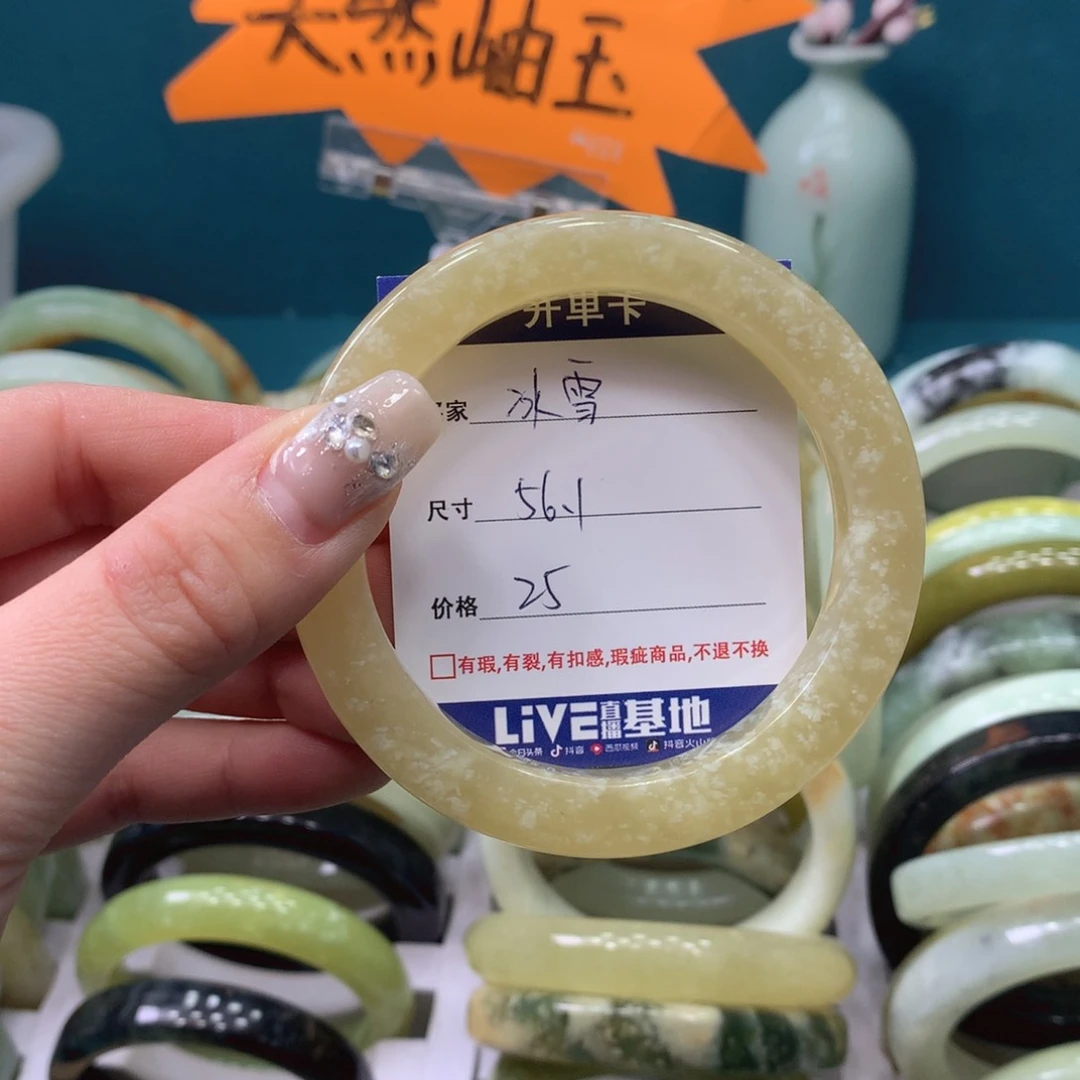 天然岫玉
开单卡
家 冰雪
尺寸 56.1
价格 25
有瑕,有裂,有扣感,瑕疵商品,不退不换
LiVE直播基地
今日头条 抖音 西瓜视频 抖音火山